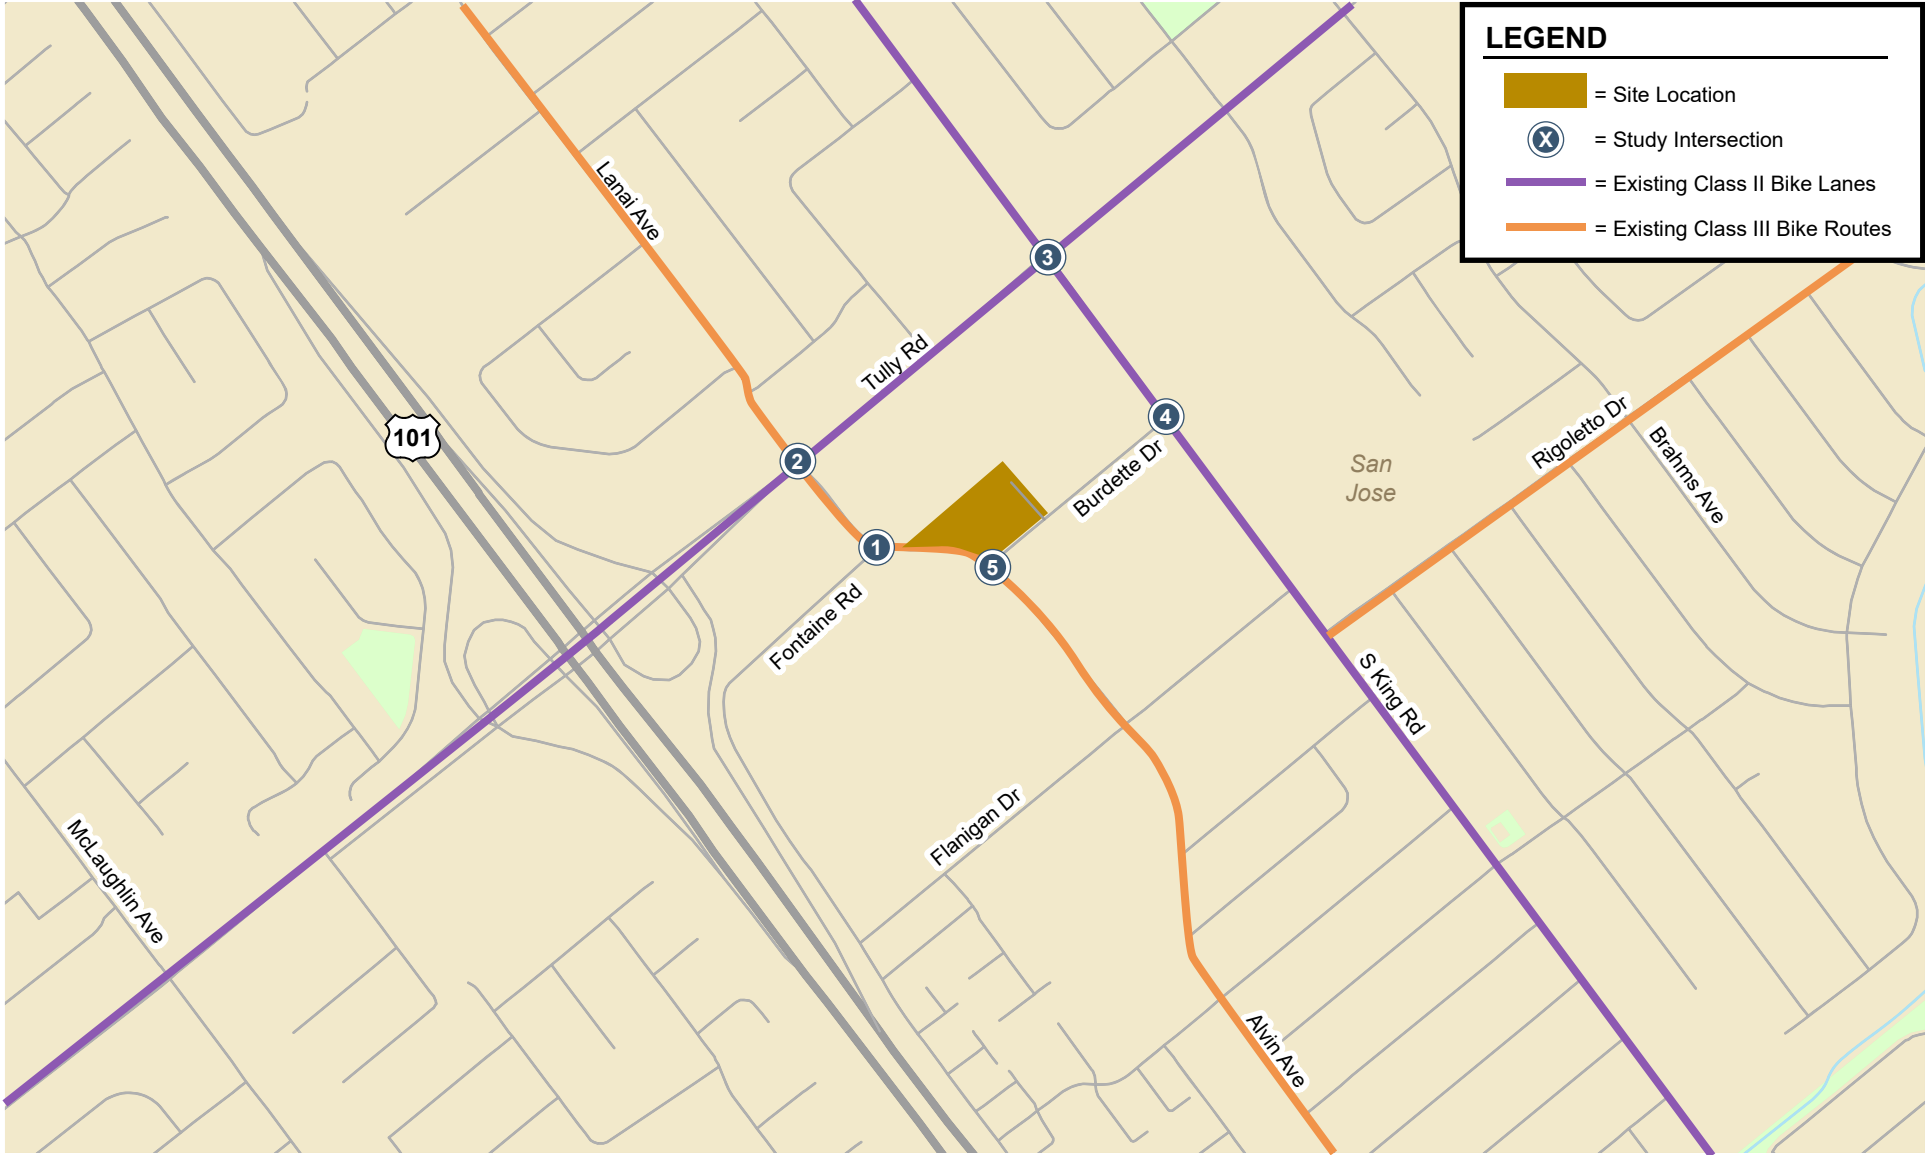 LEGEND
= Site Location
X
= Study Intersection
= Existing Class II Bike Lanes
= Existing Class III Bike Routes
Lanai Ave
3
Tully Rd
4
101
2
Burdette Dr
San
Jose
Rigoletto Dr
Brahms Ave
1
5
Fontaine Rd
S King Rd
Flanigan Dr
McLaughlin Ave
Alvin Ave